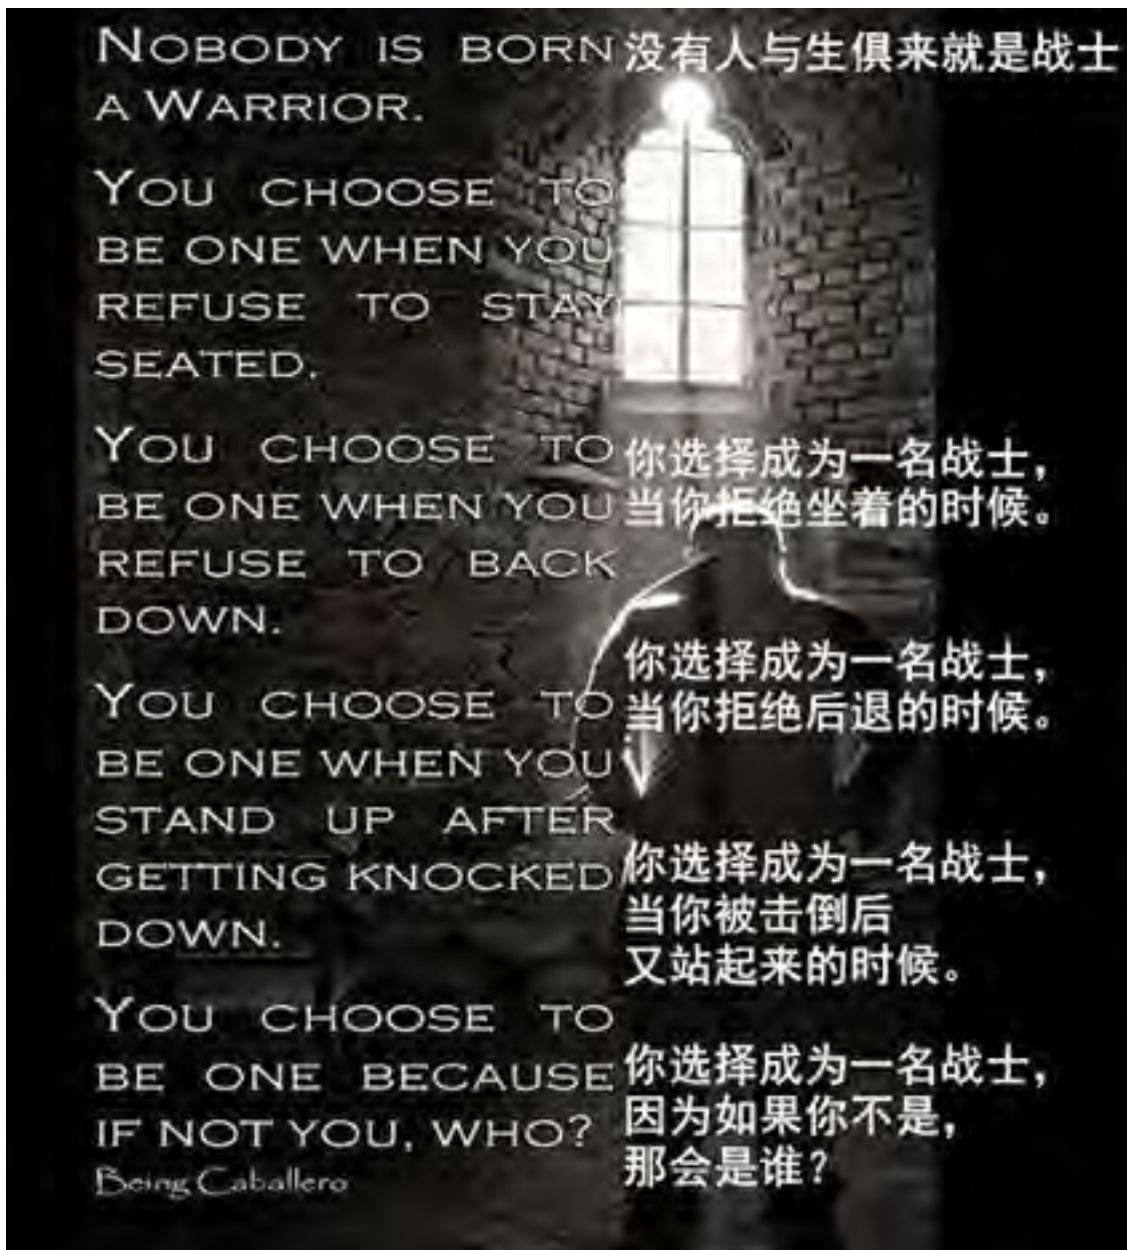 NOBODY IS BORN
A WARRIOR.
YOU CHOOSE TO
BE ONE WHEN YOU
REFUSE TO STAY
SEATED.
YOU CHOOSE TO
BE ONE WHEN YOU
REFUSE TO BACK
DOWN.
YOU CHOOSE TO
BE ONE WHEN YOU
STAND UP AFTER
GETTING KNOCKED
DOWN.
YOU CHOOSE TO
BE ONE BECAUSE
IF NOT YOU, WHO?
Being Caballero
没有人与生俱来就是战士
你选择成为一名战士，
当你拒绝坐着的时候。
你选择成为一名战士，
当你拒绝后退的时候。
你选择成为一名战士，
当你被击倒后
又站起来的时候。
你选择成为一名战士，
因为如果你不是，
那会是谁？